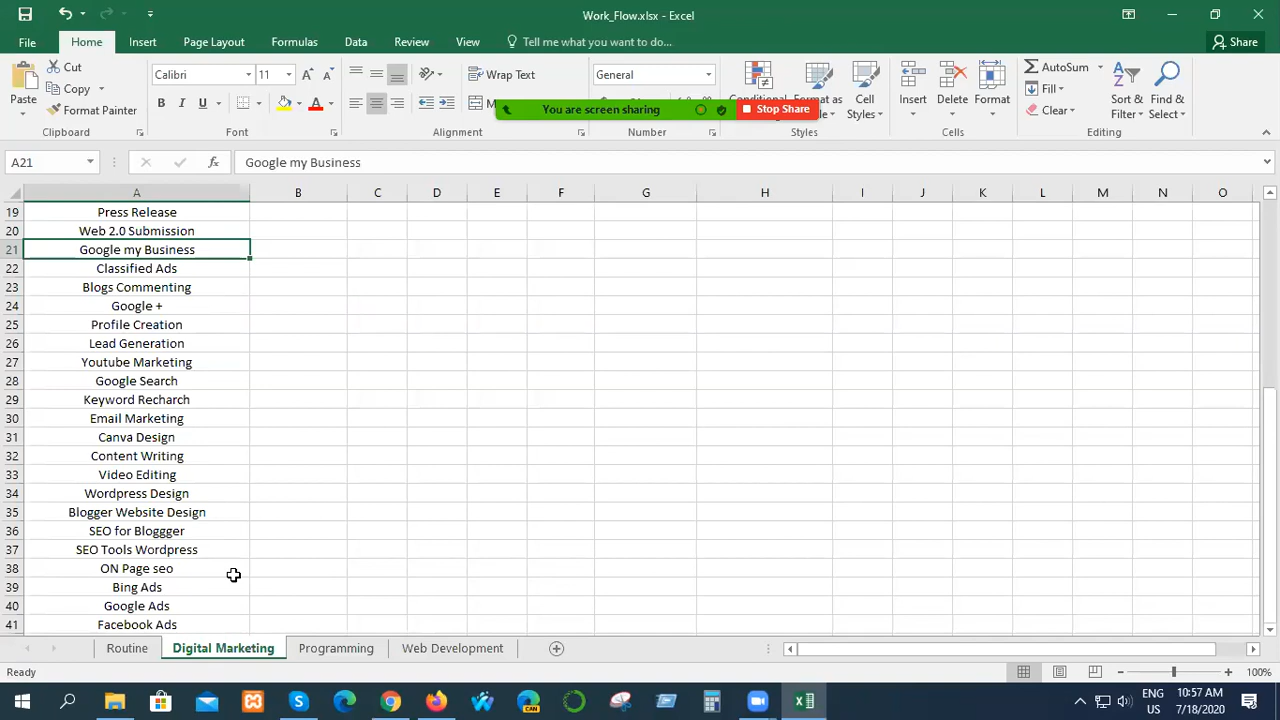 Work_Flow.xlsx - Excel
File Home Insert Page Layout Formulas Data Review View Tell me what you want to do... Share
Paste
Cut
Copy
Format Painter
Clipboard
Calibri 11
B I U
Font
Wrap Text
Alignment
General
Number
Styles
Cell Styles
Insert Delete Format
Cells
AutoSum
Fill
Clear
Sort & Filter
Find & Select
Editing
You are screen sharing Stop Share
A21 fx Google my Business
A B C D E F G H I J K L M N O
19 Press Release
20 Web 2.0 Submission
21 Google my Business
22 Classified Ads
23 Blogs Commenting
24 Google +
25 Profile Creation
26 Lead Generation
27 Youtube Marketing
28 Google Search
29 Keyword Recharch
30 Email Marketing
31 Canva Design
32 Content Writing
33 Video Editing
34 Wordpress Design
35 Blogger Website Design
36 SEO for Bloggger
37 SEO Tools Wordpress
38 ON Page seo
39 Bing Ads
40 Google Ads
41 Facebook Ads
Routine Digital Marketing Programming Web Development
Ready 100%
CAN
ENG US
10:57 AM
7/18/2020